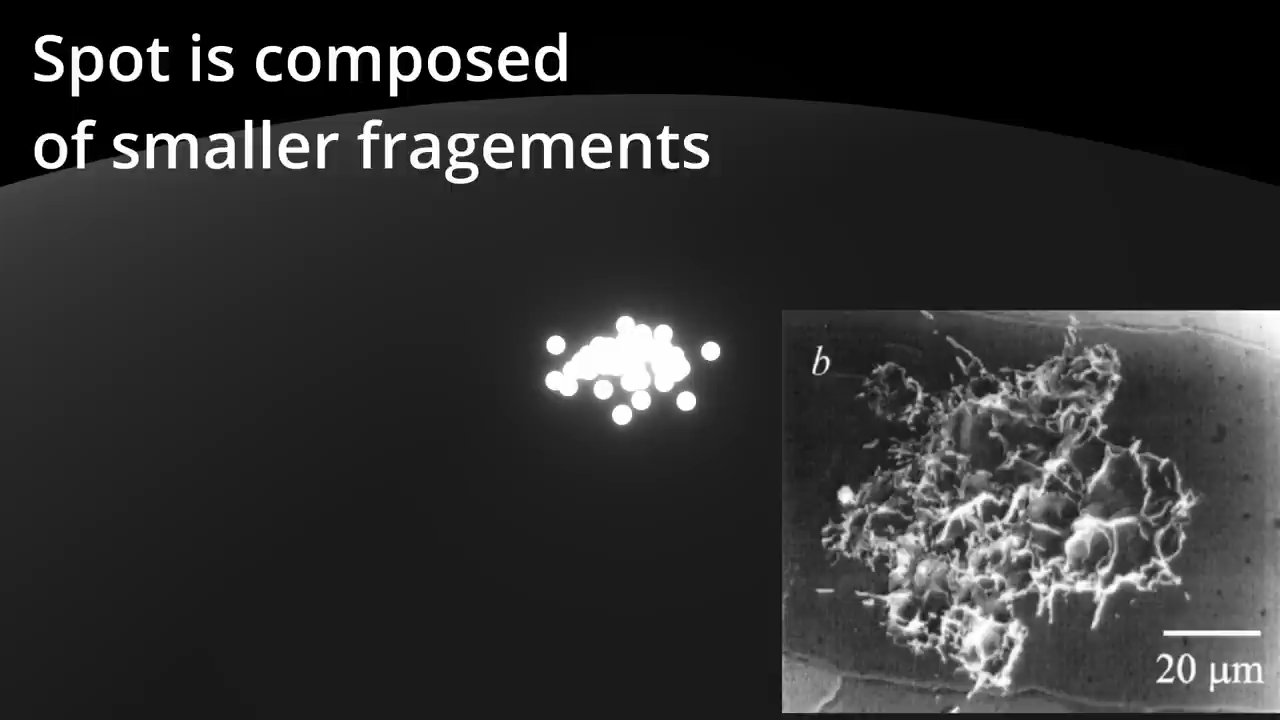 Spot is composed
of smaller fragements
b
20 μm